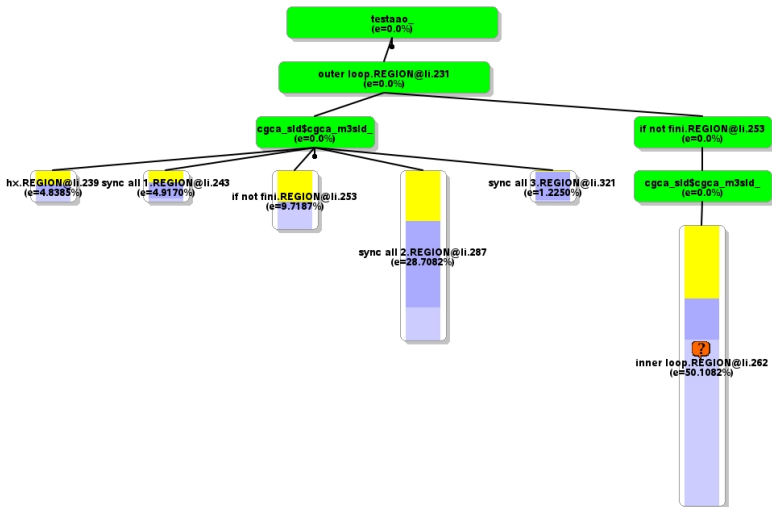 testaao_
(e=0.0%)
outer loop.REGION@li.231
(e=0.0%)
cgca_sld$cgca_m3sld_
(e=0.0%)
if not fini.REGION@li.253
(e=0.0%)
hx.REGION@li.239
(e=4.8385%)
sync all 1.REGION@li.243
(e=4.9170%)
if not fini.REGION@li.253
(e=9.7187%)
sync all 2.REGION@li.287
(e=28.7082%)
sync all 3.REGION@li.321
(e=1.2250%)
cgca_sld$cgca_m3sld_
(e=0.0%)
?
inner loop.REGION@li.262
(e=50.1082%)